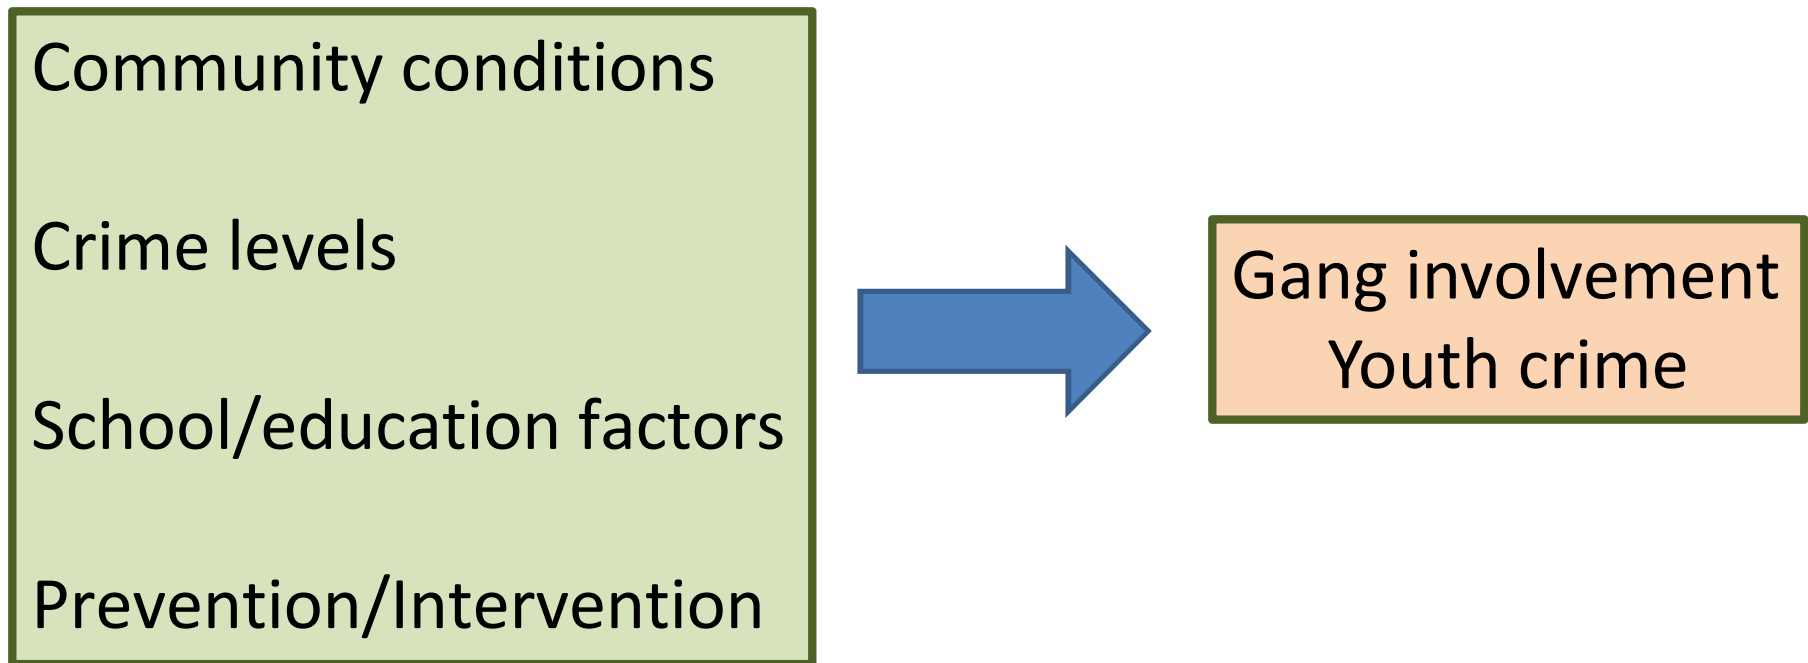 Community conditions
Crime levels
School/education factors
Prevention/Intervention
Gang involvement
Youth crime